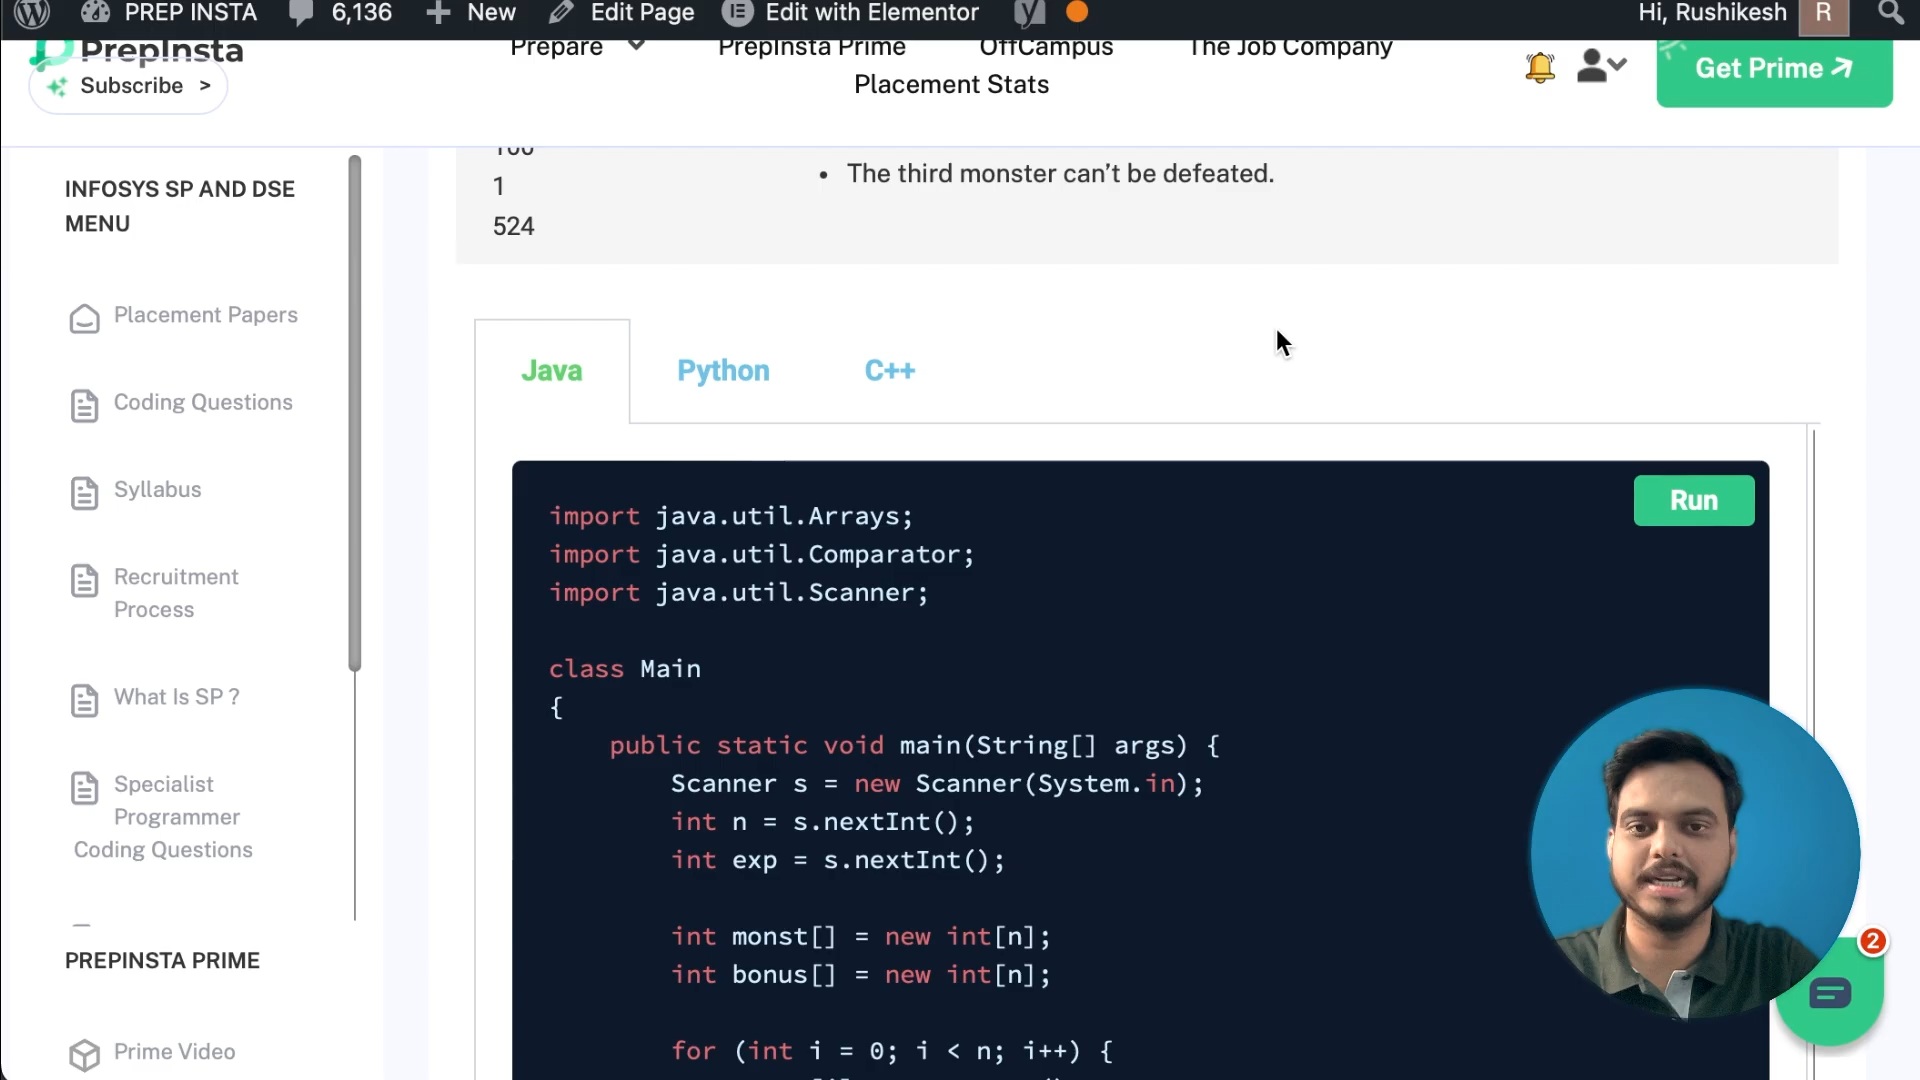 PREP INSTA
6,136
New
Edit Page
Edit with Elementor
Hi, Rushikesh
R
PrepInsta
Prepare
PrepInsta Prime
OffCampus
The Job Company
Placement Stats
Subscribe >
Get Prime
INFOSYS SP AND DSE
MENU
Placement Papers
Coding Questions
Syllabus
Recruitment
Process
What Is SP ?
Specialist
Programmer
Coding Questions
PREPINSTA PRIME
Prime Video
100
1
524
• The third monster can’t be defeated.
Java
Python
C++
Run
import java.util.Arrays;
import java.util.Comparator;
import java.util.Scanner;
class Main
{
public static void main(String[] args) {
Scanner s = new Scanner(System.in);
int n = s.nextInt();
int exp = s.nextInt();
int monst[] = new int[n];
int bonus[] = new int[n];
for (int i = 0; i < n; i++) {
2